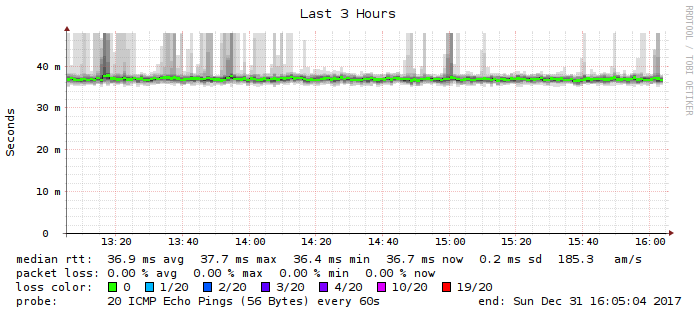 Last 3 Hours
RRDTOOL / TOBI OETIKER
Seconds
40 m
30 m
20 m
10 m
0
13:20 13:40 14:00 14:20 14:40 15:00 15:20 15:40 16:00
median rtt: 36.9 ms avg 37.7 ms max 36.4 ms min 36.7 ms now 0.2 ms sd 185.3 am/s
packet loss: 0.00 % avg 0.00 % max 0.00 % min 0.00 % now
loss color: 0 1/20 2/20 3/20 4/20 10/20 19/20
probe: 20 ICMP Echo Pings (56 Bytes) every 60s end: Sun Dec 31 16:05:04 2017